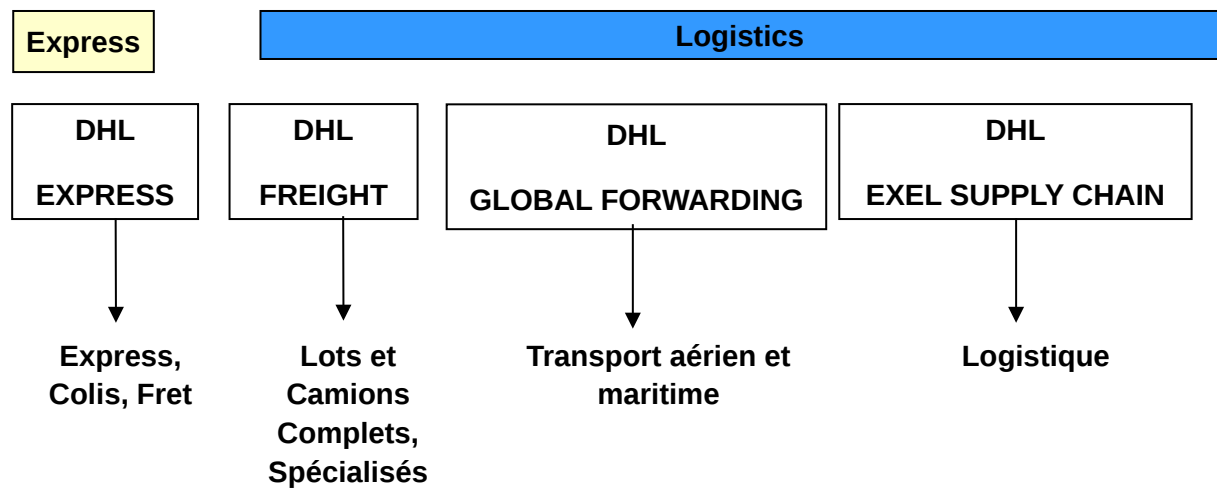 Express
Logistics
DHL
EXPRESS
DHL
FREIGHT
DHL
GLOBAL FORWARDING
DHL
EXEL SUPPLY CHAIN
Express,
Colis, Fret
Lots et
Camions
Complets,
Spécialisés
Transport aérien et
maritime
Logistique